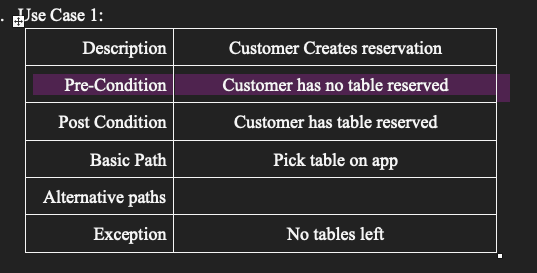 . Use Case 1:
Description Customer Creates reservation
Pre-Condition Customer has no table reserved
Post Condition Customer has table reserved
Basic Path Pick table on app
Alternative paths
Exception No tables left